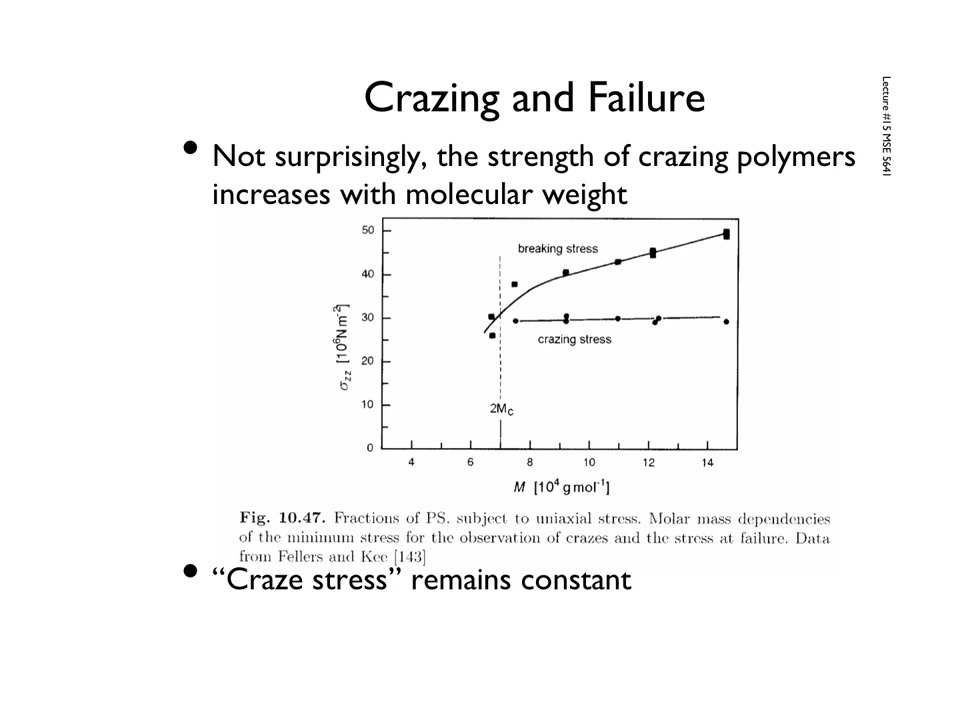 Crazing and Failure
Lecture #15 MSE 5641
• Not surprisingly, the strength of crazing polymers
increases with molecular weight
50
40
30
20
10
0
σzz [10⁶Nm⁻²]
breaking stress
crazing stress
2Mc
4 6 8 10 12 14
M [10⁴ g mol⁻¹]
Fig. 10.47. Fractions of PS, subject to uniaxial stress. Molar mass dependencies
of the minimum stress for the observation of crazes and the stress at failure. Data
from Fellers and Kee [143]
• “Craze stress” remains constant